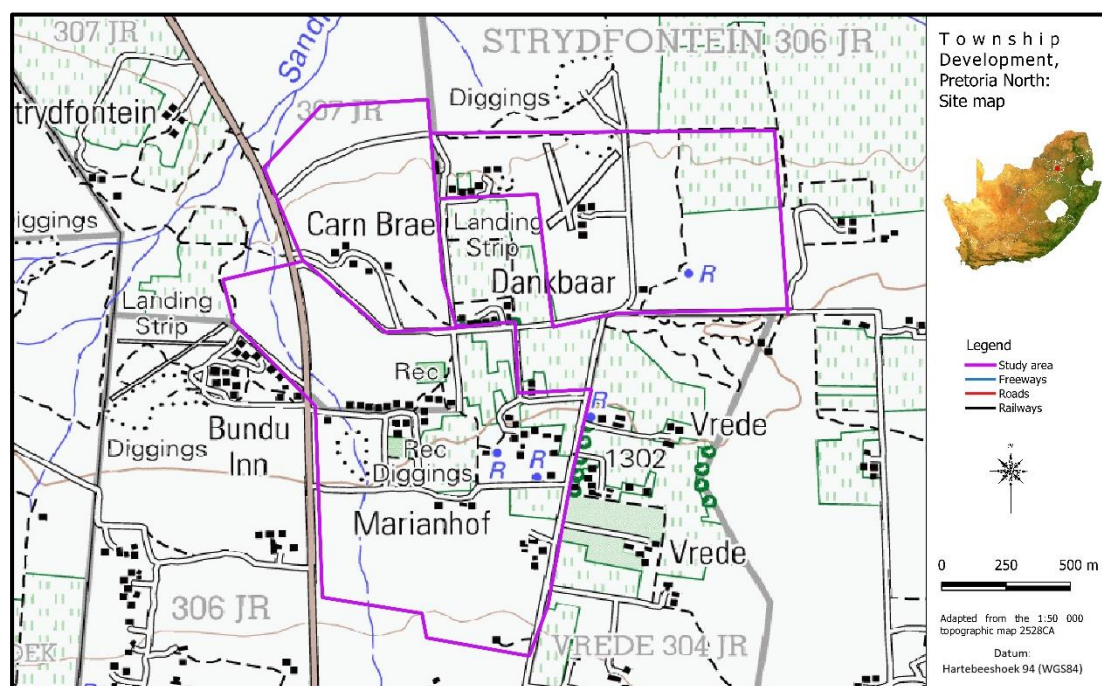 307 JR
Sand
STRYDFONTEIN 306 JR
Diggings
trydfontein
307 JR
Diggings
Carn Brae
Landing
Strip
Dankbaar
R
Landing
Strip
Rec
R
Vrede
Bundu
Inn
Diggings
Rec
Diggings
R
R
1302
Marianhof
Vrede
306 JR
DEK
VREDE 304 JR
R
Township
Development,
Pretoria North:
Site map
Legend
Study area
Freeways
Roads
Railways
0 250 500 m
Adapted from the 1:50 000
topographic map 2528CA
Datum:
Hartebeeshoek 94 (WGS84)